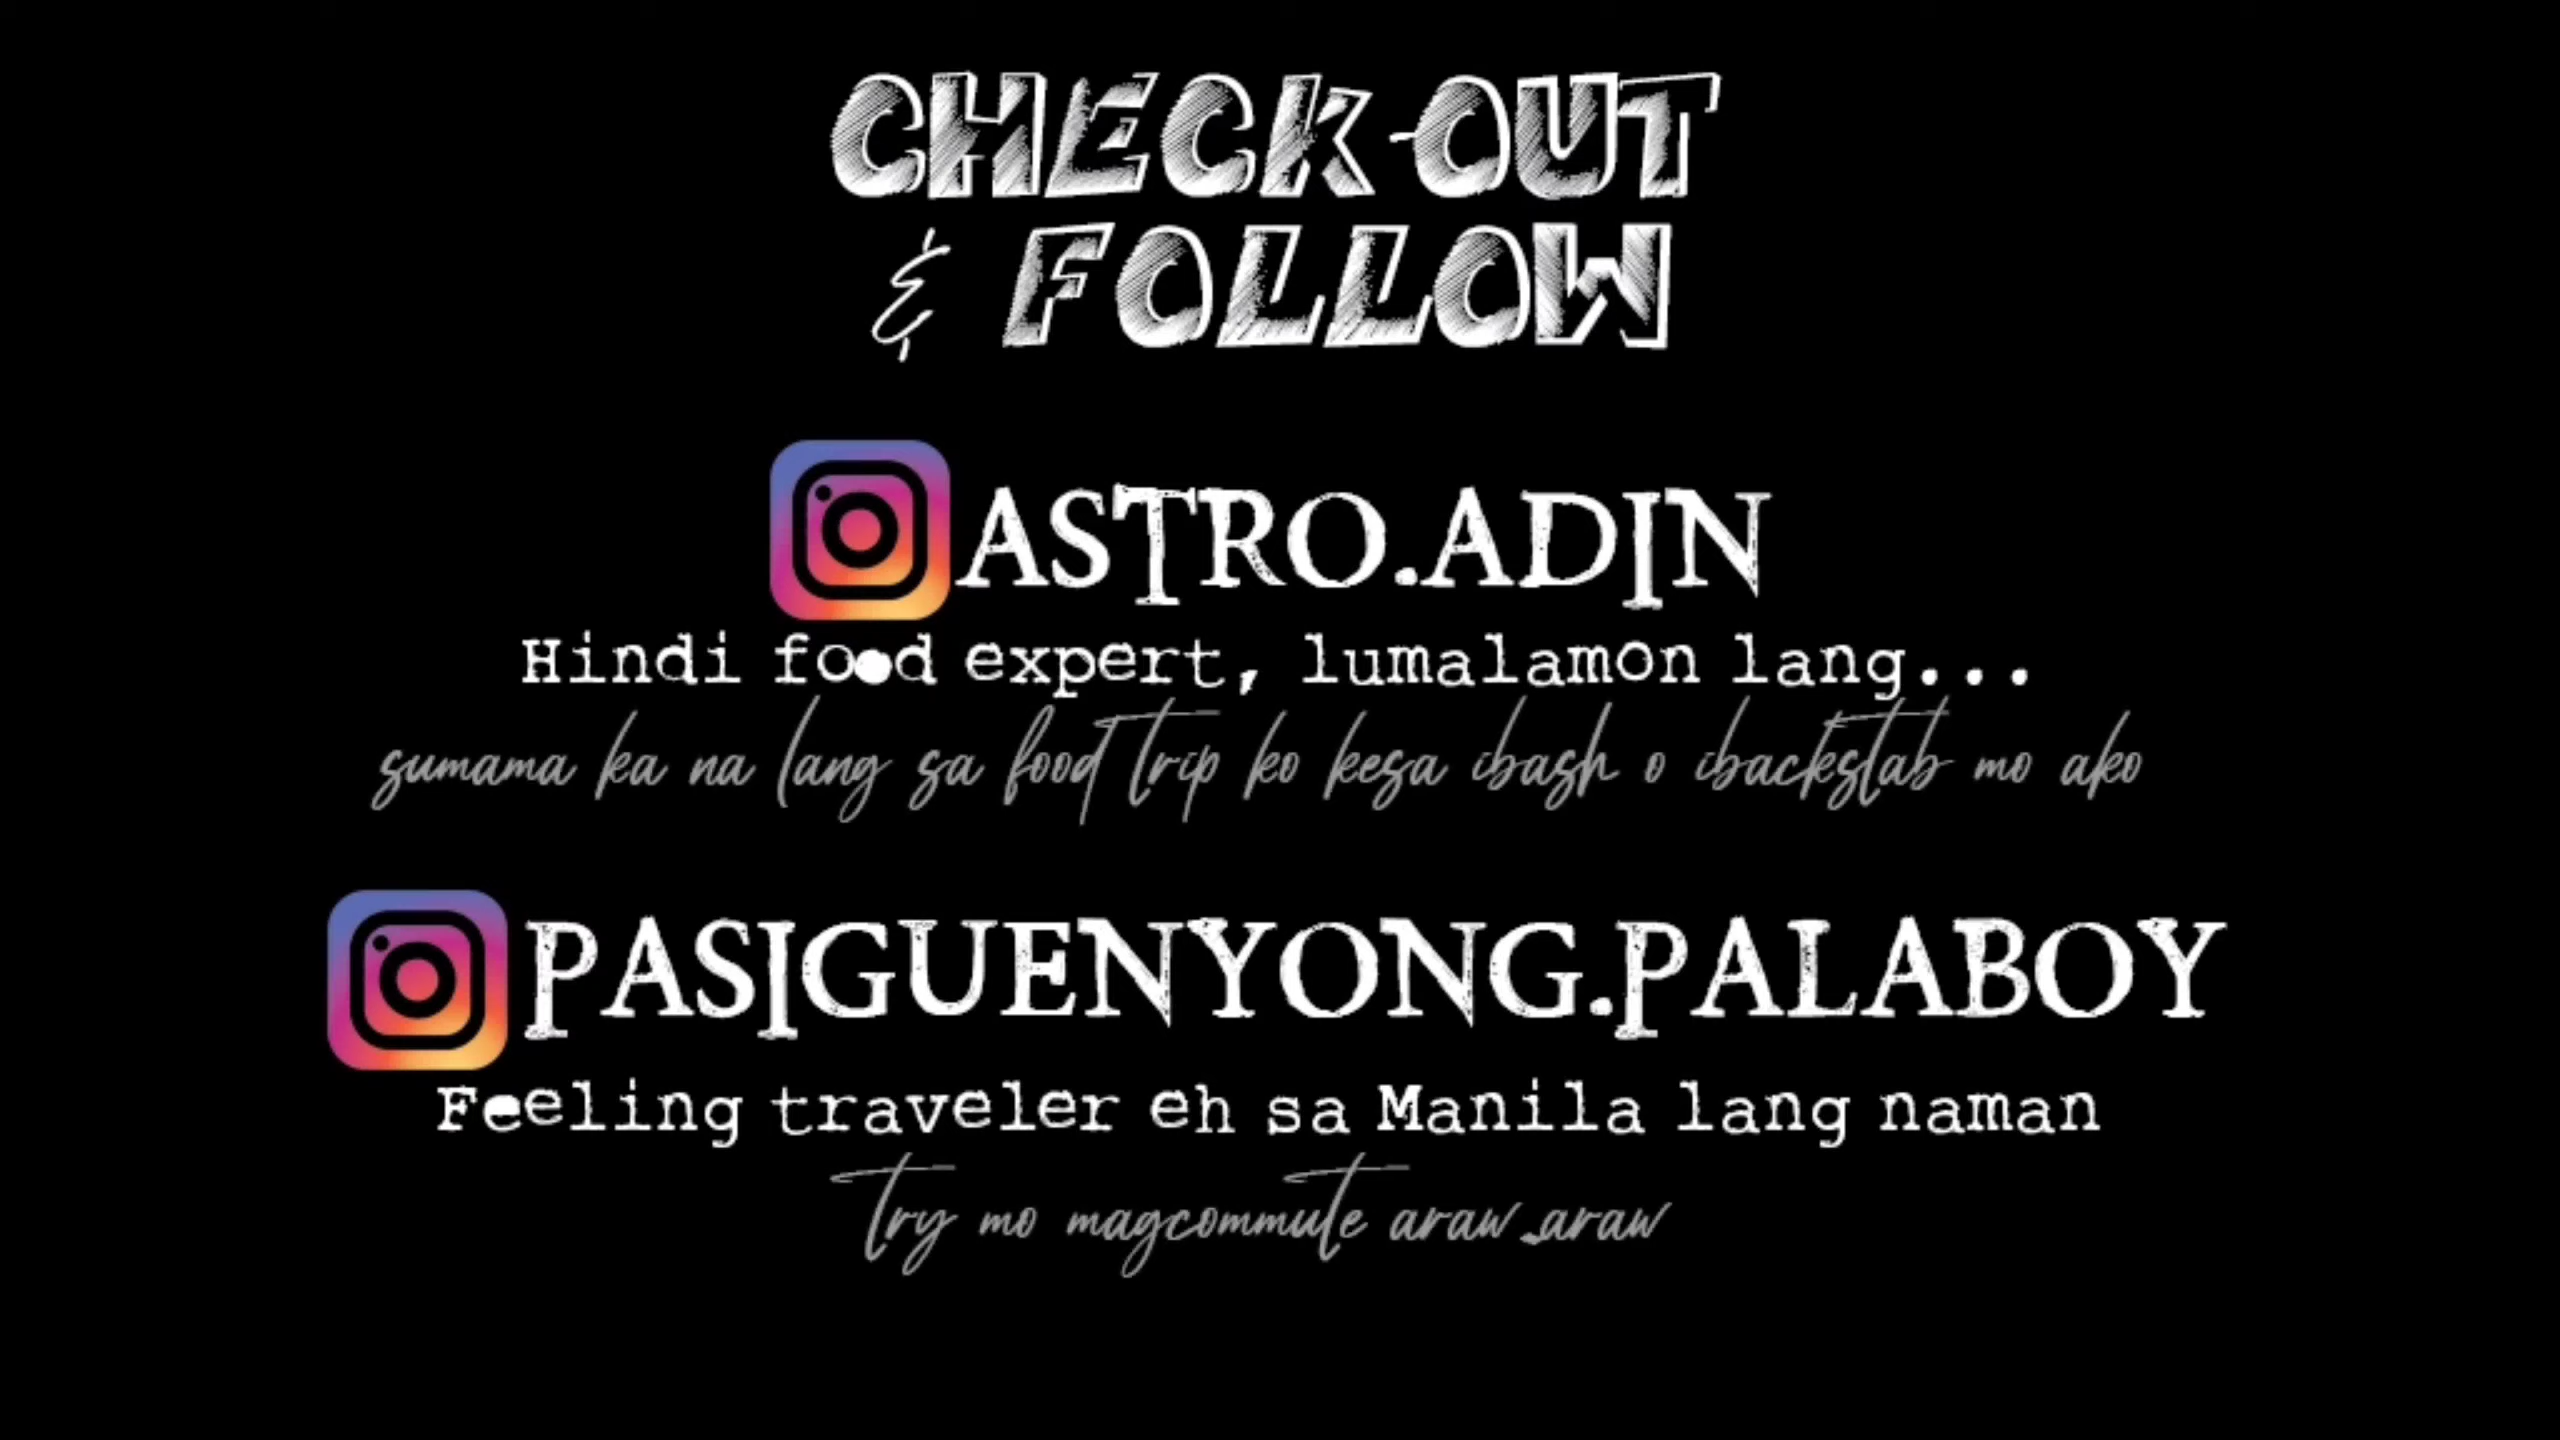 CHECK OUT
& FOLLOW
ASTRO.ADIN
Hindi food expert, lumalamon lang...
sumama ka na lang sa food trip ko kesa ibash o ibackstab mo ako
PASIGUENYONG.PALABOY
Feeling traveler eh sa Manila lang naman
try mo magcommute araw-araw